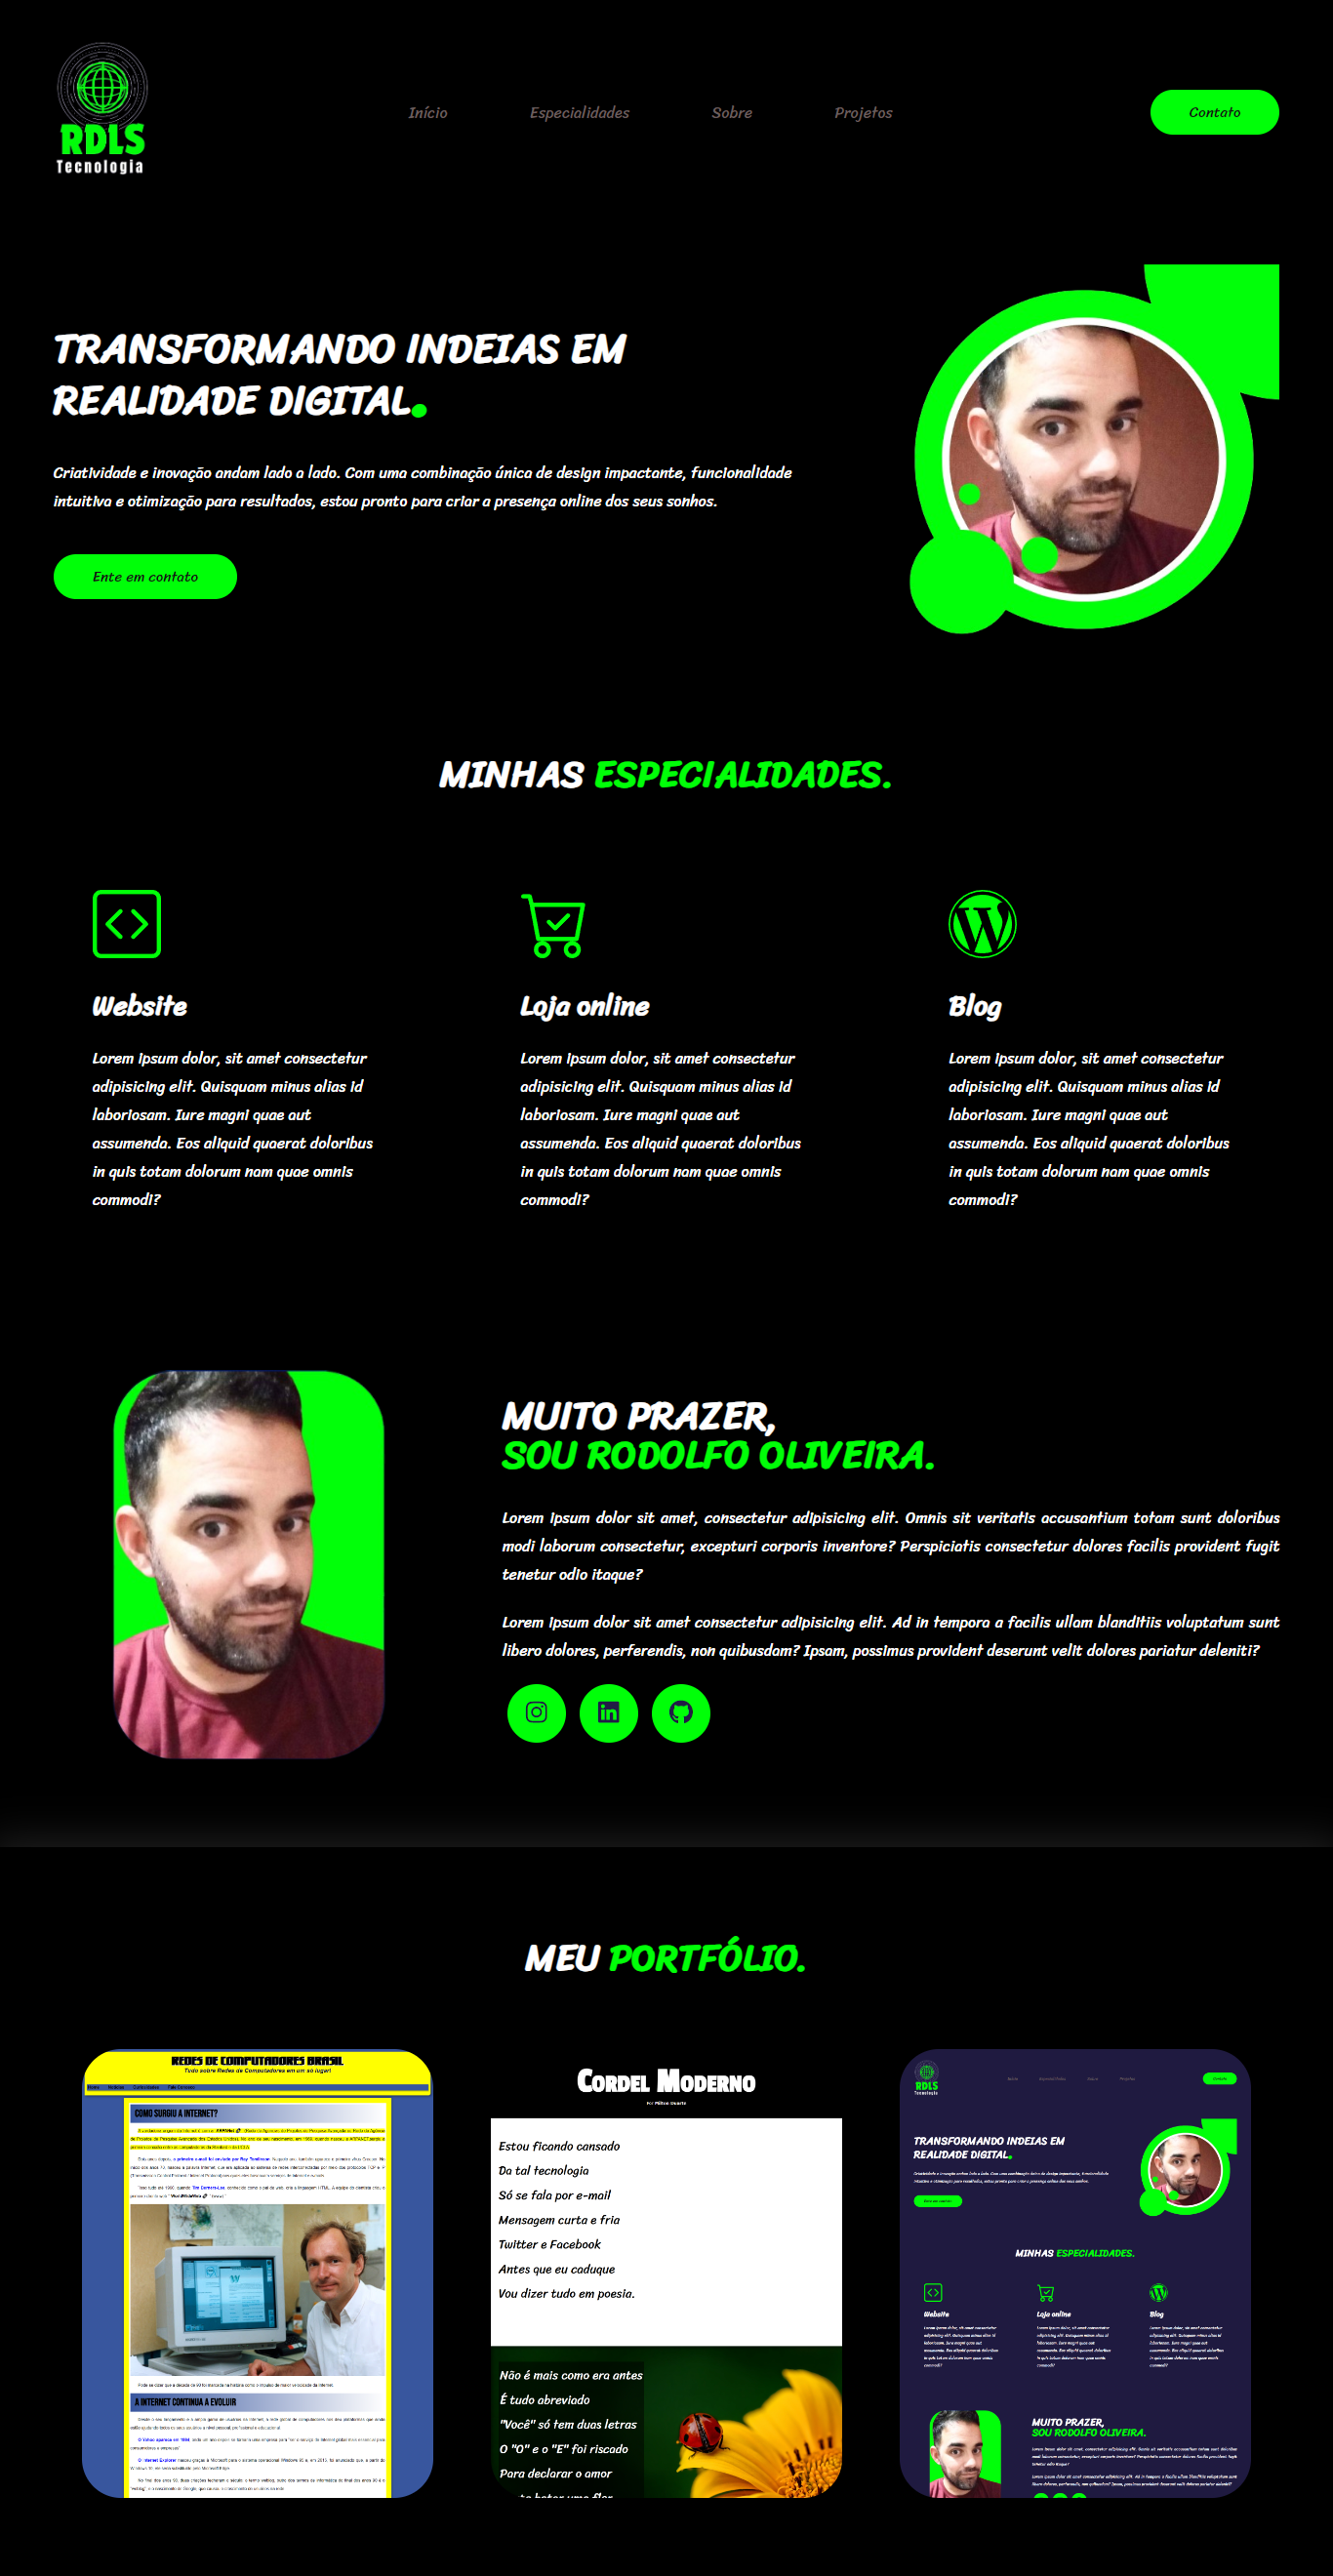 RDLS
Tecnologia
Início
Especialidades
Sobre
Projetos
Contato
TRANSFORMANDO INDEIAS EM
REALIDADE DIGITAL.
Criatividade e inovação andam lado a lado. Com uma combinação única de design impactante, funcionalidade
intuitiva e otimização para resultados, estou pronto para criar a presença online dos seus sonhos.
Ente em contato
MINHAS ESPECIALIDADES.
Website
Lorem ipsum dolor, sit amet consectetur
adipisicing elit. Quisquam minus alias id
laboriosam. Iure magni quae aut
assumenda. Eos aliquid quaerat doloribus
in quis totam dolorum nam quae omnis
commodi?
Loja online
Lorem ipsum dolor, sit amet consectetur
adipisicing elit. Quisquam minus alias id
laboriosam. Iure magni quae aut
assumenda. Eos aliquid quaerat doloribus
in quis totam dolorum nam quae omnis
commodi?
Blog
Lorem ipsum dolor, sit amet consectetur
adipisicing elit. Quisquam minus alias id
laboriosam. Iure magni quae aut
assumenda. Eos aliquid quaerat doloribus
in quis totam dolorum nam quae omnis
commodi?
MUITO PRAZER,
SOU RODOLFO OLIVEIRA.
Lorem ipsum dolor sit amet, consectetur adipisicing elit. Omnis sit veritatis accusantium totam sunt doloribus
modi laborum consectetur, excepturi corporis inventore? Perspiciatis consectetur dolores facilis provident fugit
tenetur odio itaque?
Lorem ipsum dolor sit amet consectetur adipisicing elit. Ad in tempora a facilis ullam blanditiis voluptatum sunt
libero dolores, perferendis, non quibusdam? Ipsam, possimus provident deserunt velit dolores pariatur deleniti?
MEU PORTFÓLIO.
REDES DE COMPUTADORES BRASIL
Tudo sobre Redes de Computadores em um só lugar!
COMO SURGIU A INTERNET?
A INTERNET CONTINUA A EVOLUIR
CORDEL MODERNO
Por Milton Duarte
Estou ficando cansado
Da tal tecnologia
Só se fala por e-mail
Mensagem curta e fria
Twitter e Facebook
Antes que eu caduque
Vou dizer tudo em poesia.
Não é mais como era antes
É tudo abreviado
"Você" só tem duas letras
O "O" e o "E" foi riscado
Para declarar o amor
RDLS
Tecnologia
TRANSFORMANDO INDEIAS EM
REALIDADE DIGITAL.
MINHAS ESPECIALIDADES.
Website
Loja online
Blog
MUITO PRAZER,
SOU RODOLFO OLIVEIRA.